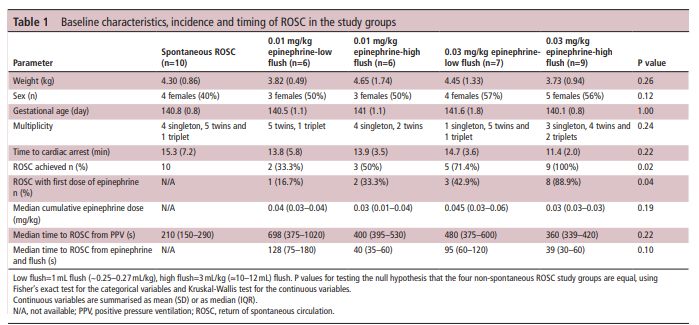 Table 1 Baseline characteristics, incidence and timing of ROSC in the study groups
Parameter Spontaneous ROSC (n=10) 0.01 mg/kg epinephrine-low flush (n=6) 0.01 mg/kg epinephrine-high flush (n=6) 0.03 mg/kg epinephrine-low flush (n=7) 0.03 mg/kg epinephrine-high flush (n=9) P value
Weight (kg) 4.30 (0.86) 3.82 (0.49) 4.65 (1.74) 4.45 (1.33) 3.73 (0.94) 0.26
Sex (n) 4 females (40%) 3 females (50%) 3 females (50%) 4 females (57%) 5 females (56%) 0.12
Gestational age (day) 140.8 (0.8) 140.5 (1.1) 141 (1.1) 141.6 (1.8) 140.1 (0.8) 1.00
Multiplicity 4 singleton, 5 twins and 1 triplet 5 twins, 1 triplet 4 singleton, 2 twins 1 singleton, 5 twins and 1 triplet 3 singleton, 4 twins and 2 triplets 0.24
Time to cardiac arrest (min) 15.3 (7.2) 13.8 (5.8) 13.9 (3.5) 14.7 (3.6) 11.4 (2.0) 0.22
ROSC achieved n (%) 10 2 (33.3%) 3 (50%) 5 (71.4%) 9 (100%) 0.02
ROSC with first dose of epinephrine n (%) N/A 1 (16.7%) 2 (33.3%) 3 (42.9%) 8 (88.9%) 0.04
Median cumulative epinephrine dose (mg/kg) N/A 0.04 (0.03–0.04) 0.03 (0.01–0.04) 0.045 (0.03–0.06) 0.03 (0.03–0.03) 0.19
Median time to ROSC from PPV (s) 210 (150–290) 698 (375–1020) 400 (395–530) 480 (375–600) 360 (339–420) 0.22
Median time to ROSC from epinephrine and flush (s) N/A 128 (75–180) 40 (35–60) 95 (60–120) 39 (30–60) 0.10
Low flush=1 mL flush (~0.25–0.27 mL/kg), high flush=3 mL/kg (≈10–12 mL) flush. P values for testing the null hypothesis that the four non-spontaneous ROSC study groups are equal, using
Fisher's exact test for the categorical variables and Kruskal-Wallis test for the continuous variables.
Continuous variables are summarised as mean (SD) or as median (IQR).
N/A, not available; PPV, positive pressure ventilation; ROSC, return of spontaneous circulation.